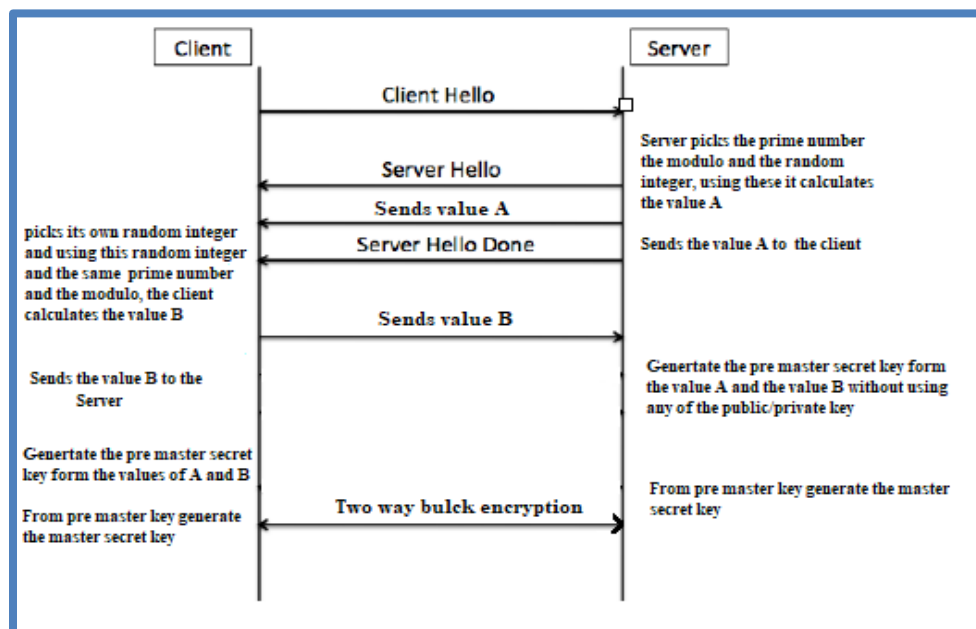 Client
Server
Client Hello
Server picks the prime number
the modulo and the random
integer, using these it calculates
the value A
Server Hello
Sends value A
picks its own random integer
and using this random integer
and the same prime number
and the modulo, the client
calculates the value B
Server Hello Done
Sends the value A to the client
Sends value B
Sends the value B to the
Server
Genertate the pre master secret key form
the value A and the value B without using
any of the public/private key
Genertate the pre master secret
key form the values of A and B
From pre master key generate
the master secret key
Two way bulck encryption
From pre master key generate the master
secret key